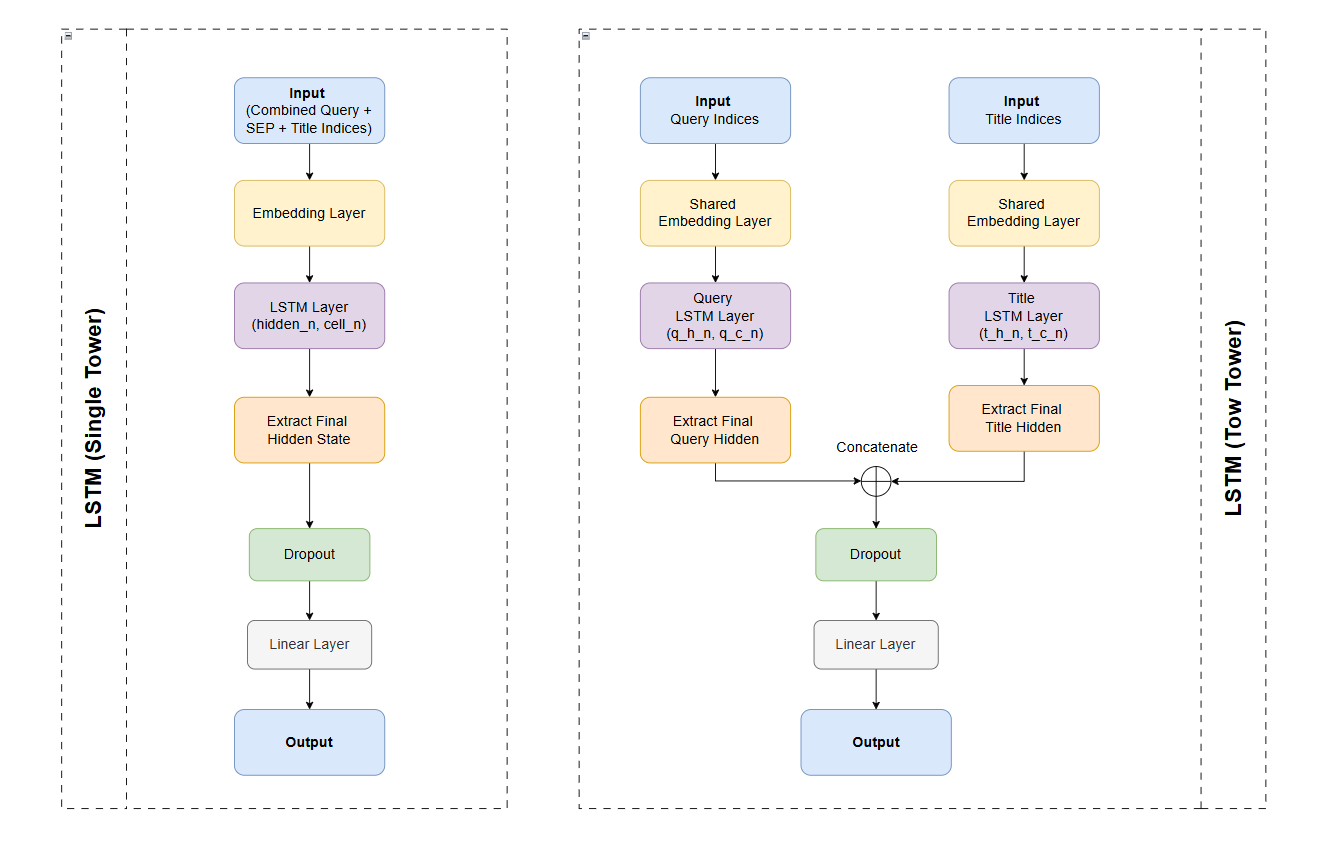 LSTM (Single Tower)
Input
(Combined Query +
SEP + Title Indices)
Embedding Layer
LSTM Layer
(hidden_n, cell_n)
Extract Final
Hidden State
Dropout
Linear Layer
Output
Input
Query Indices
Shared
Embedding Layer
Query
LSTM Layer
(q_h_n, q_c_n)
Extract Final
Query Hidden
Input
Title Indices
Shared
Embedding Layer
Title
LSTM Layer
(t_h_n, t_c_n)
Extract Final
Title Hidden
Concatenate
Dropout
Linear Layer
Output
LSTM (Tow Tower)